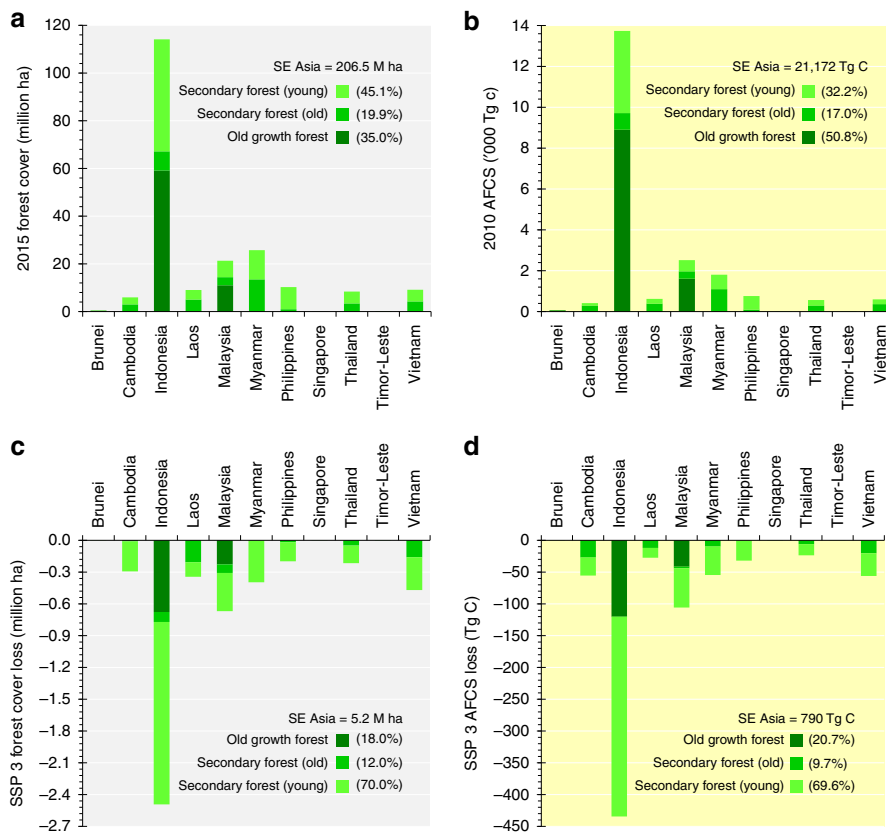 a
2015 forest cover (million ha)
120
100
80
60
40
20
0
SE Asia = 206.5 M ha
Secondary forest (young) (45.1%)
Secondary forest (old) (19.9%)
Old growth forest (35.0%)
Brunei
Cambodia
Indonesia
Laos
Malaysia
Myanmar
Philippines
Singapore
Thailand
Timor-Leste
Vietnam
b
2010 AFCS ('000 Tg c)
14
12
10
8
6
4
2
0
SE Asia = 21,172 Tg C
Secondary forest (young) (32.2%)
Secondary forest (old) (17.0%)
Old growth forest (50.8%)
Brunei
Cambodia
Indonesia
Laos
Malaysia
Myanmar
Philippines
Singapore
Thailand
Timor-Leste
Vietnam
c
Brunei
Cambodia
Indonesia
Laos
Malaysia
Myanmar
Philippines
Singapore
Thailand
Timor-Leste
Vietnam
SSP 3 forest cover loss (million ha)
0.0
–0.3
–0.6
–0.9
–1.2
–1.5
–1.8
–2.1
–2.4
–2.7
SE Asia = 5.2 M ha
Old growth forest (18.0%)
Secondary forest (old) (12.0%)
Secondary forest (young) (70.0%)
d
Brunei
Cambodia
Indonesia
Laos
Malaysia
Myanmar
Philippines
Singapore
Thailand
Timor-Leste
Vietnam
SSP 3 AFCS loss (Tg C)
0
–50
–100
–150
–200
–250
–300
–350
–400
–450
SE Asia = 790 Tg C
Old growth forest (20.7%)
Secondary forest (old) (9.7%)
Secondary forest (young) (69.6%)